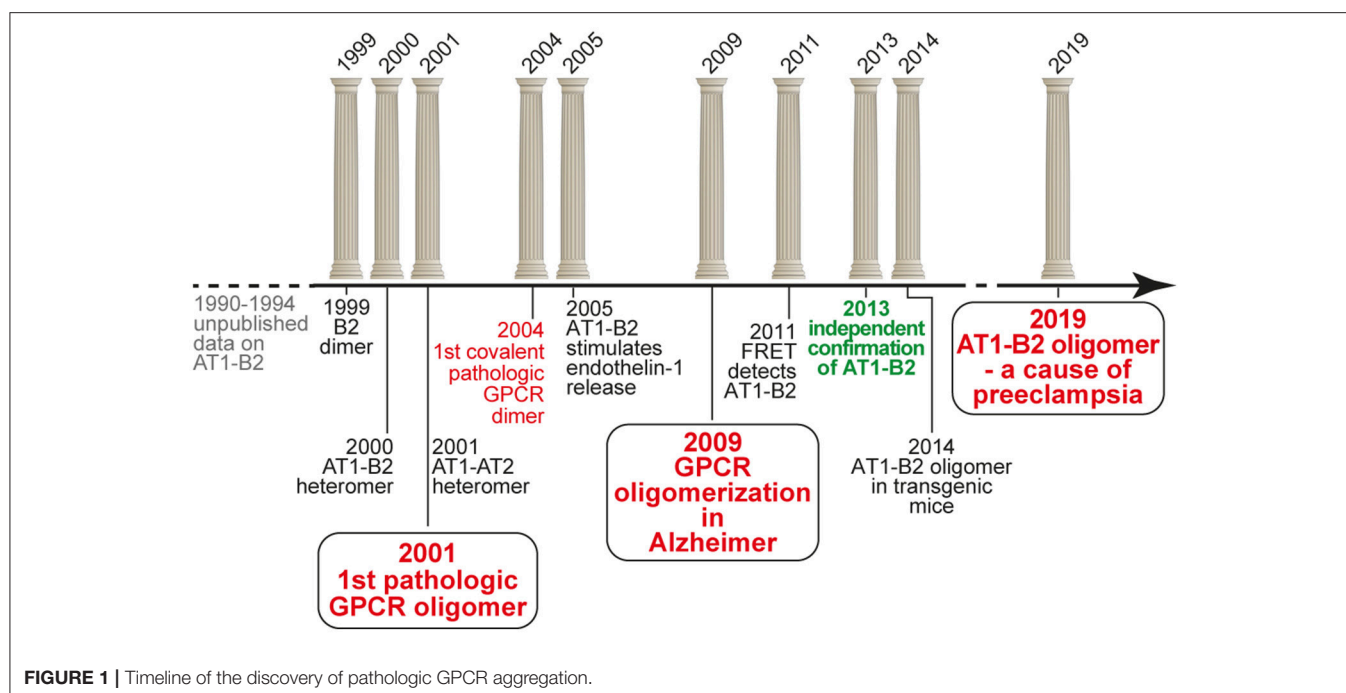 1999
2000
2001
2004
2005
2009
2011
2013
2014
2019
1990-1994
unpublished
data on
AT1-B2
1999
B2
dimer
2000
AT1-B2
heteromer
2001
AT1-AT2
heteromer
2001
1st pathologic
GPCR oligomer
2004
1st covalent
pathologic
GPCR
dimer
2005
AT1-B2
stimulates
endothelin-1
release
2009
GPCR
oligomerization
in
Alzheimer
2011
FRET
detects
AT1-B2
2013
independent
confirmation
of AT1-B2
2014
AT1-B2 oligomer
in transgenic
mice
2019
AT1-B2 oligomer
- a cause of
preeclampsia
FIGURE 1 | Timeline of the discovery of pathologic GPCR aggregation.